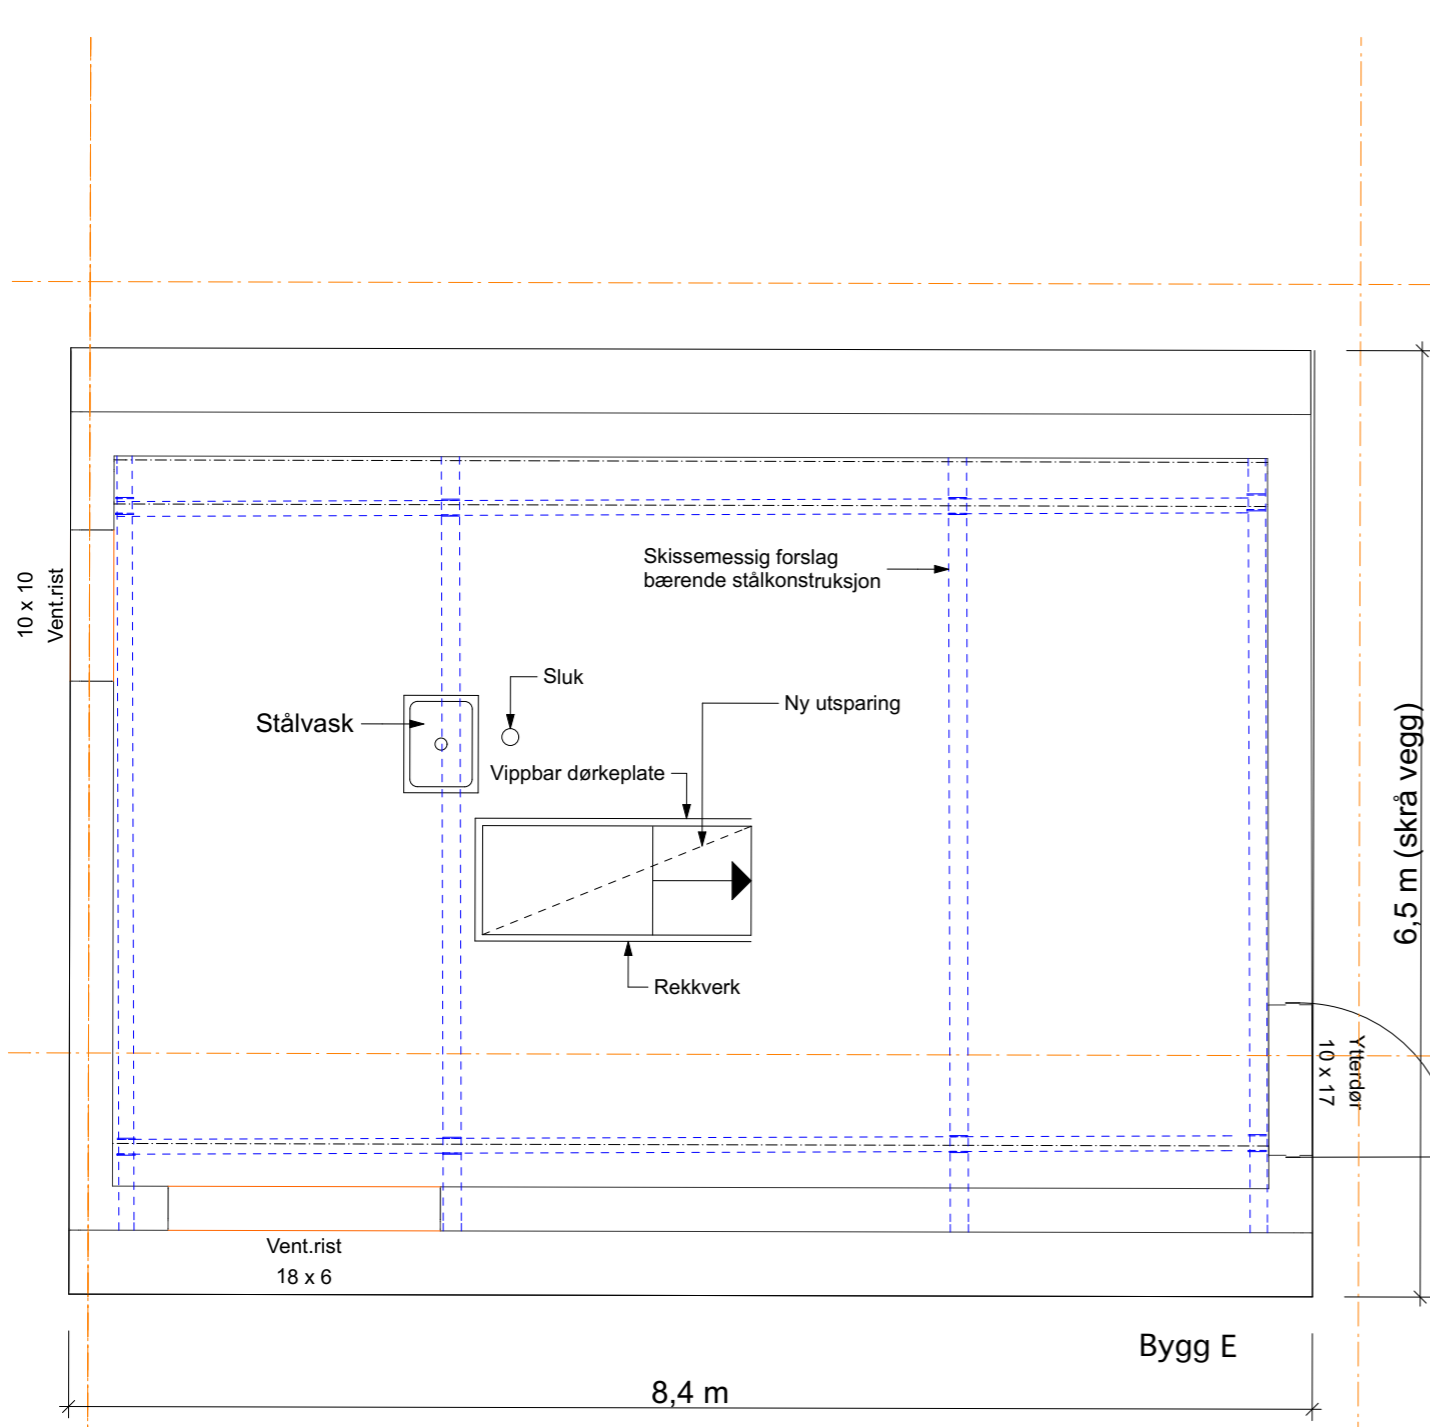 10 x 10
Vent.rist
Skissemessig forslag
bærende stålkonstruksjon
Sluk
Stålvask
Ny utsparing
Vippbar dørkeplate
Rekkverk
6,5 m (skrå vegg)
Ytterdør
10 x 17
Vent.rist
18 x 6
Bygg E
8,4 m